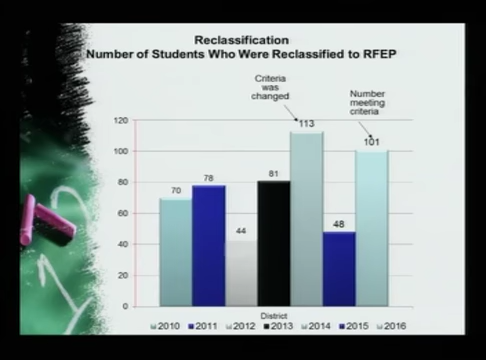 Reclassification
Number of Students Who Were Reclassified to RFEP
Criteria
was
changed
Number
meeting
criteria
120
100
80
60
40
20
0
70
78
44
81
113
48
101
District
2010 2011 2012 2013 2014 2015 2016